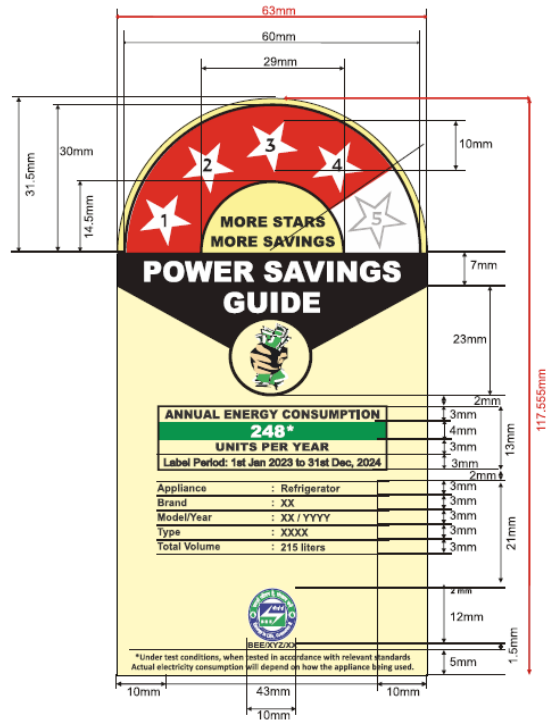 63mm
60mm
29mm
31.5mm
30mm
14.5mm
10mm
1
2
3
4
5
MORE STARS
MORE SAVINGS
POWER SAVINGS
GUIDE
7mm
23mm
117.555mm
2mm
ANNUAL ENERGY CONSUMPTION
3mm
248*
4mm
UNITS PER YEAR
3mm
13mm
Label Period: 1st Jan 2023 to 31st Dec, 2024
3mm
2mm
Appliance : Refrigerator
3mm
Brand : XX
3mm
Model/Year : XX / YYYY
3mm
Type : XXXX
3mm
Total Volume : 215 liters
3mm
21mm
2 mm
12mm
BEE/XYZ/XX
1.5mm
*Under test conditions, when tested in accordance with relevant standards
Actual electricity consumption will depend on how the appliance being used.
5mm
10mm
43mm
10mm
10mm